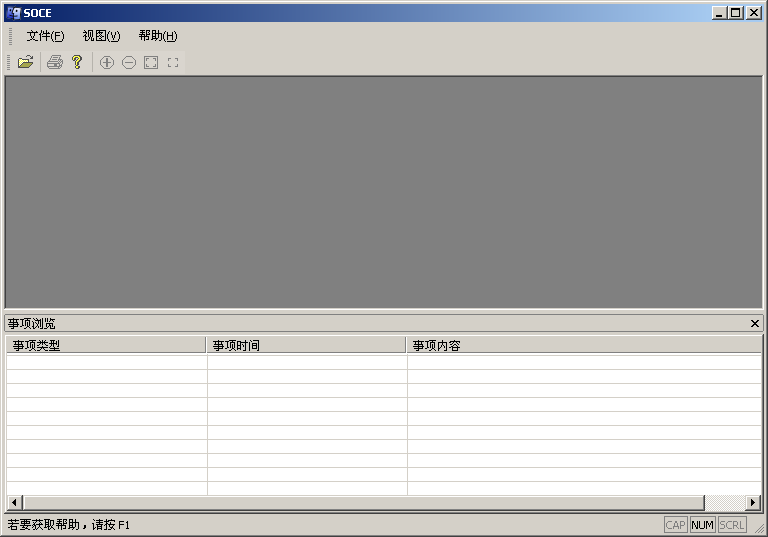 SOCE
文件(F) 视图(V) 帮助(H)
事项浏览
事项类型 事项时间 事项内容
若要获取帮助，请按 F1 CAP NUM SCRL